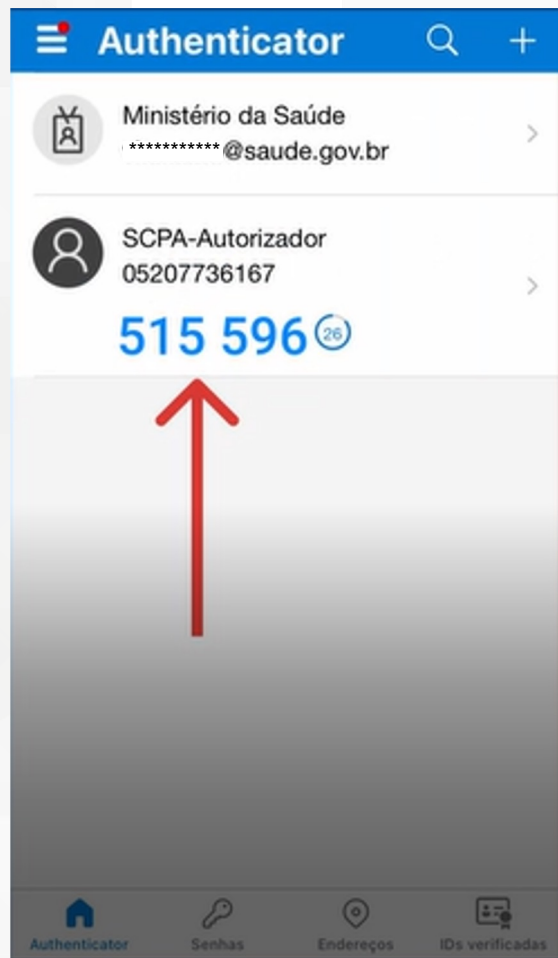 Authenticator
Ministério da Saúde
***********@saude.gov.br
SCPA-Autorizador
05207736167
515 596 26
Authenticator Senhas Endereços IDs verificadas